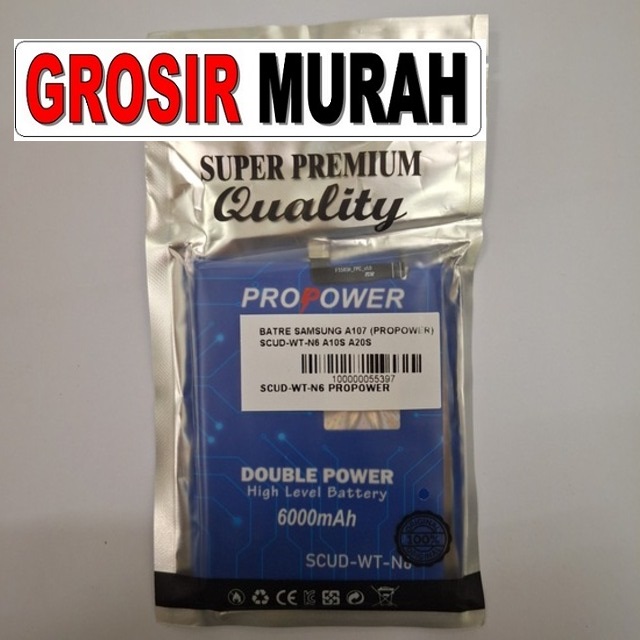 GROSIR MURAH
SUPER PREMIUM
Quality
PROPOWER
BATRE SAMSUNG A107 (PROPOWER)
SCUD-WT-N6 A10S A20S
100000055397
SCUD-WT-N6 PROPOWER
DOUBLE POWER
High Level Battery
6000mAh
100%
SCUD-WT-N6